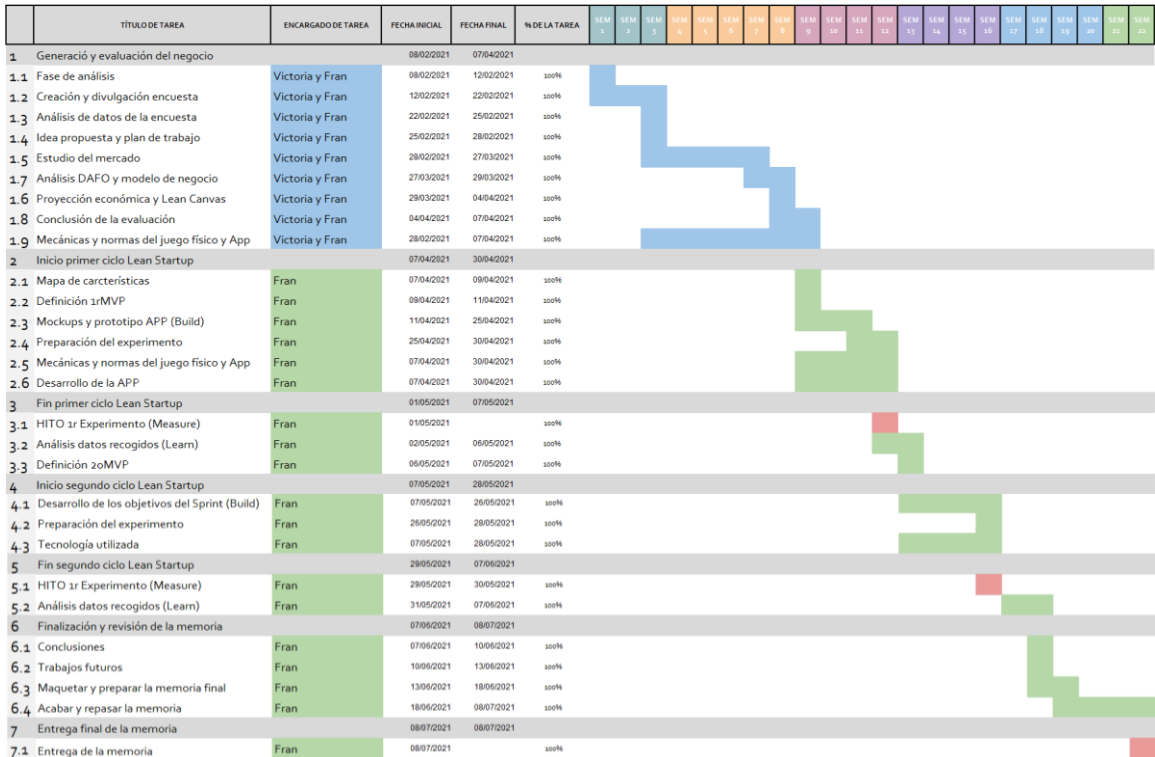 TÍTULO DE TAREA ENCARGADO DE TAREA FECHA INICIAL FECHA FINAL % DE LA TAREA SEM 1 SEM 2 SEM 3 SEM 4 SEM 5 SEM 6 SEM 7 SEM 8 SEM 9 SEM 10 SEM 11 SEM 12 SEM 13 SEM 14 SEM 15 SEM 16 SEM 17 SEM 18 SEM 19 SEM 20 SEM 21 SEM 22
1 Generació y evaluación del negocio 08/02/2021 07/04/2021
1.1 Fase de análisis Victoria y Fran 08/02/2021 12/02/2021 100%
1.2 Creación y divulgación encuesta Victoria y Fran 12/02/2021 22/02/2021 100%
1.3 Análisis de datos de la encuesta Victoria y Fran 22/02/2021 25/02/2021 100%
1.4 Idea propuesta y plan de trabajo Victoria y Fran 25/02/2021 28/02/2021 100%
1.5 Estudio del mercado Victoria y Fran 28/02/2021 27/03/2021 100%
1.7 Análisis DAFO y modelo de negocio Victoria y Fran 27/03/2021 29/03/2021 100%
1.6 Proyección económica y Lean Canvas Victoria y Fran 29/03/2021 04/04/2021 100%
1.8 Conclusión de la evaluación Victoria y Fran 04/04/2021 07/04/2021 100%
1.9 Mecánicas y normas del juego físico y App Victoria y Fran 28/02/2021 07/04/2021 100%
2 Inicio primer ciclo Lean Startup 07/04/2021 30/04/2021
2.1 Mapa de carcterísticas Fran 07/04/2021 09/04/2021 100%
2.2 Definición 1rMVP Fran 09/04/2021 11/04/2021 100%
2.3 Mockups y prototipo APP (Build) Fran 11/04/2021 25/04/2021 100%
2.4 Preparación del experimento Fran 25/04/2021 30/04/2021 100%
2.5 Mecánicas y normas del juego físico y App Fran 07/04/2021 30/04/2021 100%
2.6 Desarrollo de la APP Fran 07/04/2021 30/04/2021 100%
3 Fin primer ciclo Lean Startup 01/05/2021 07/05/2021
3.1 HITO 1r Experimento (Measure) Fran 01/05/2021 100%
3.2 Análisis datos recogidos (Learn) Fran 02/05/2021 06/05/2021 100%
3.3 Definición 2oMVP Fran 06/05/2021 07/05/2021 100%
4 Inicio segundo ciclo Lean Startup 07/05/2021 28/05/2021
4.1 Desarrollo de los objetivos del Sprint (Build) Fran 07/05/2021 26/05/2021 100%
4.2 Preparación del experimento Fran 26/05/2021 28/05/2021 100%
4.3 Tecnología utilizada Fran 07/05/2021 28/05/2021 100%
5 Fin segundo ciclo Lean Startup 29/05/2021 07/06/2021
5.1 HITO 1r Experimento (Measure) Fran 29/05/2021 30/05/2021 100%
5.2 Análisis datos recogidos (Learn) Fran 31/05/2021 07/06/2021 100%
6 Finalización y revisión de la memoria 07/06/2021 08/07/2021
6.1 Conclusiones Fran 07/06/2021 10/06/2021 100%
6.2 Trabajos futuros Fran 10/06/2021 13/06/2021 100%
6.3 Maquetar y preparar la memoria final Fran 13/06/2021 18/06/2021 100%
6.4 Acabar y repasar la memoria Fran 18/06/2021 08/07/2021 100%
7 Entrega final de la memoria 08/07/2021 08/07/2021
7.1 Entrega de la memoria Fran 08/07/2021 100%